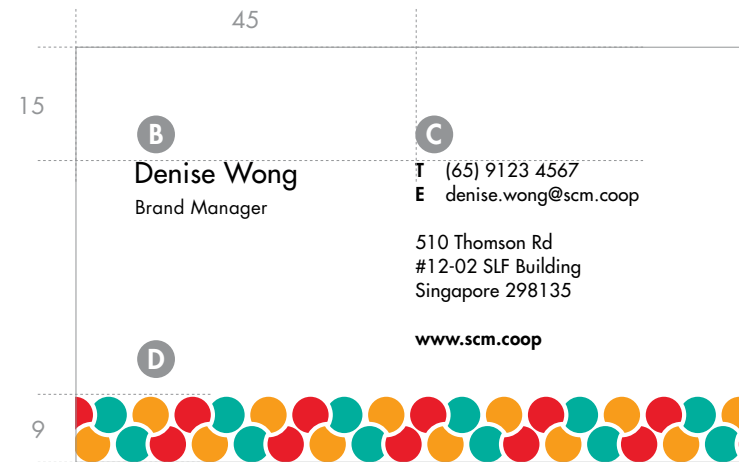 45
15
B
C
Denise Wong
Brand Manager
T (65) 9123 4567
E denise.wong@scm.coop
510 Thomson Rd
#12-02 SLF Building
Singapore 298135
www.scm.coop
D
9